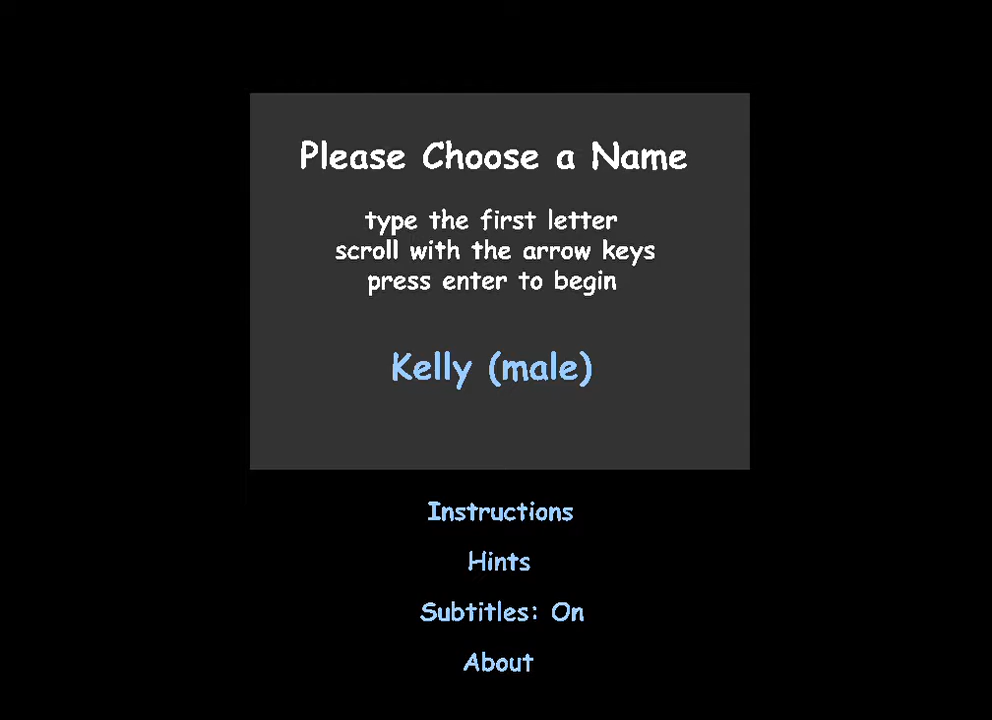 Please Choose a Name
type the first letter
scroll with the arrow keys
press enter to begin
Kelly (male)
Instructions
Hints
Subtitles: On
About